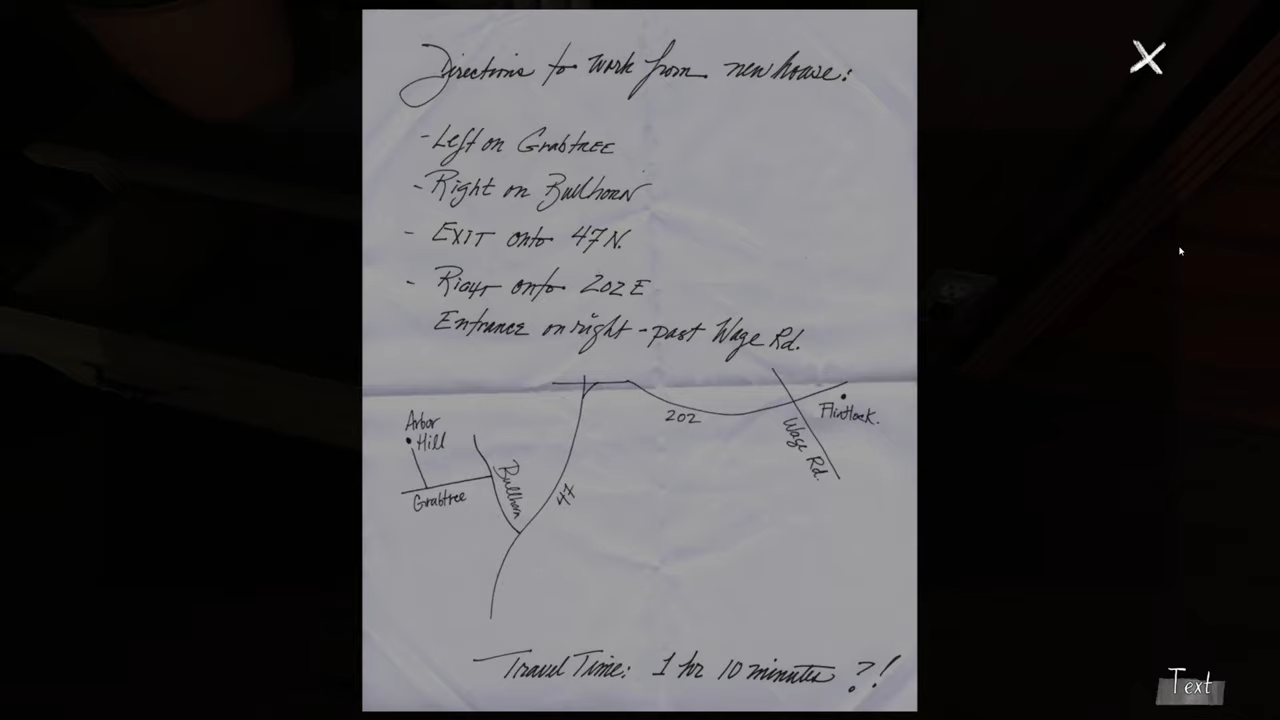 Directions to work from new house:
- Left on Grabtree
- Right on Bullhorn
- Exit onto 47 N.
- Right onto 202 E
Entrance on right - past Wage Rd.
Arbor
Hill
Grabtree
Bullhorn
47
202
Wage Rd.
Flintlock.
Travel Time: 1 hr 10 minutes ?!
Text